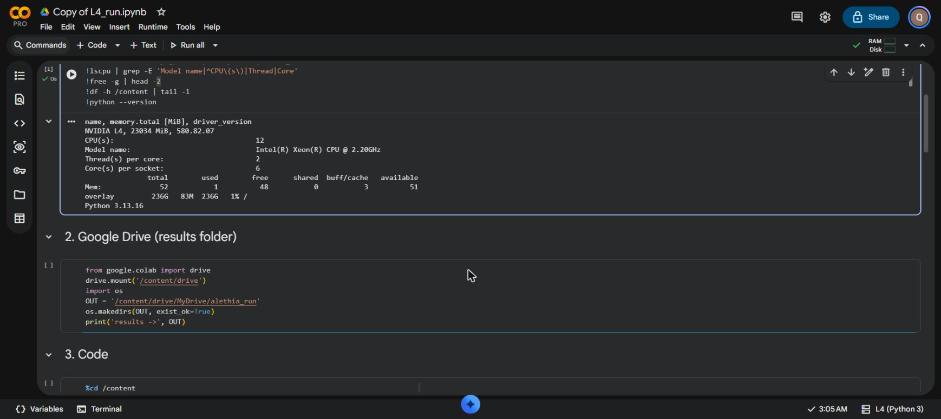 CO
PRO
Copy of L4_run.ipynb
File Edit View Insert Runtime Tools Help
Share
Q
Commands + Code + Text Run all
RAM
Disk
[1]
0s
!lscpu | grep -E 'Model name|^CPU\(s\)|Thread|Core'
!free -g | head -2
!df -h /content | tail -1
!python --version
name, memory.total [MiB], driver_version
NVIDIA L4, 23034 MiB, 580.82.07
CPU(s): 12
Model name: Intel(R) Xeon(R) CPU @ 2.20GHz
Thread(s) per core: 2
Core(s) per socket: 6
total used free shared buff/cache available
Mem: 52 1 48 0 3 51
overlay 236G 83M 236G 1% /
Python 3.13.16
2. Google Drive (results folder)
[ ]
from google.colab import drive
drive.mount('/content/drive')
import os
OUT = '/content/drive/MyDrive/alethia_run'
os.makedirs(OUT, exist_ok=True)
print('results ->', OUT)
3. Code
[ ]
%cd /content
{} Variables Terminal
3:05 AM L4 (Python 3)